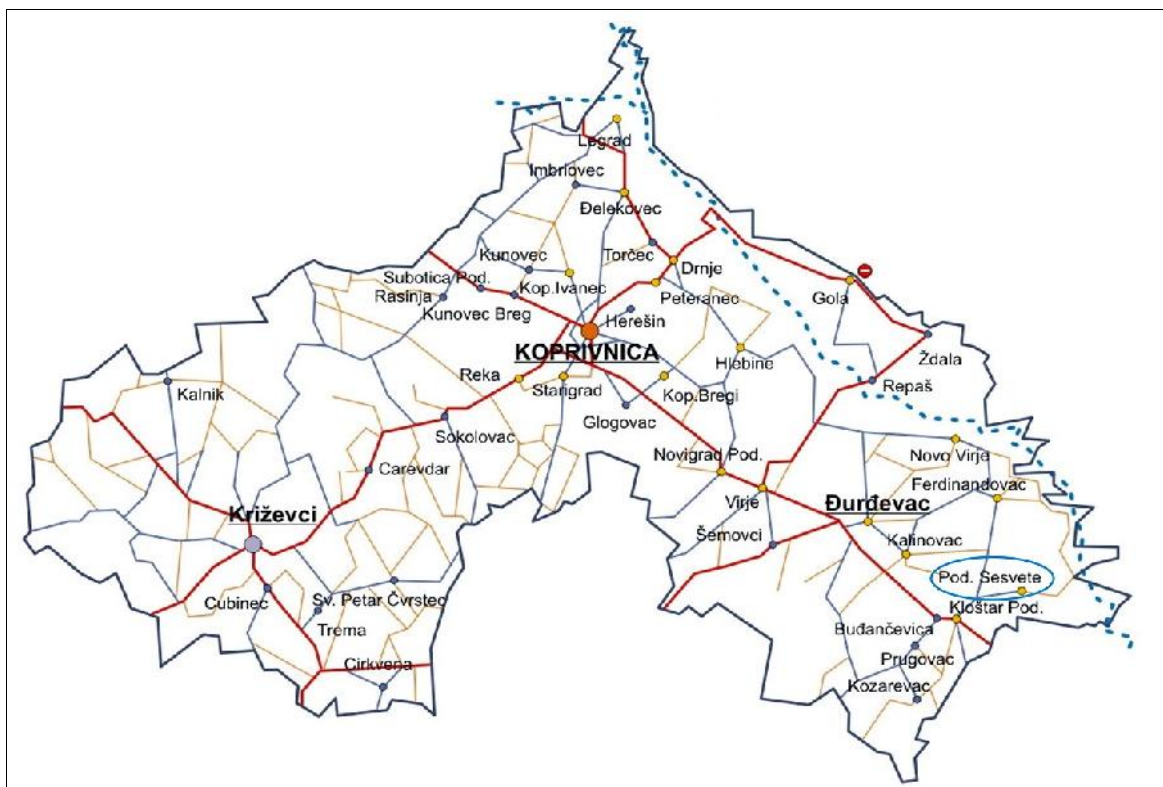 Legrad
Imbriovec
Đelekovec
Torčec
Drnje
Kunovec
Subotica Pod.
Rasinja
Kop.Ivanec
Peteranec
Gola
Kunovec Breg
Herešin
KOPRIVNICA
Hlebine
Ždala
Reka
Starigrad
Repaš
Kalnik
Kop.Bregi
Glogovac
Sokolovac
Novigrad Pod.
Novo Virje
Carevdar
Ferdinandovac
Virje
Đurđevac
Križevci
Šemovci
Kalinovac
Pod. Sesvete
Cubinec
Sv. Petar Čvrstec
Kloštar Pod.
Trema
Buđančevica
Cirkvena
Prugovac
Kozarevac